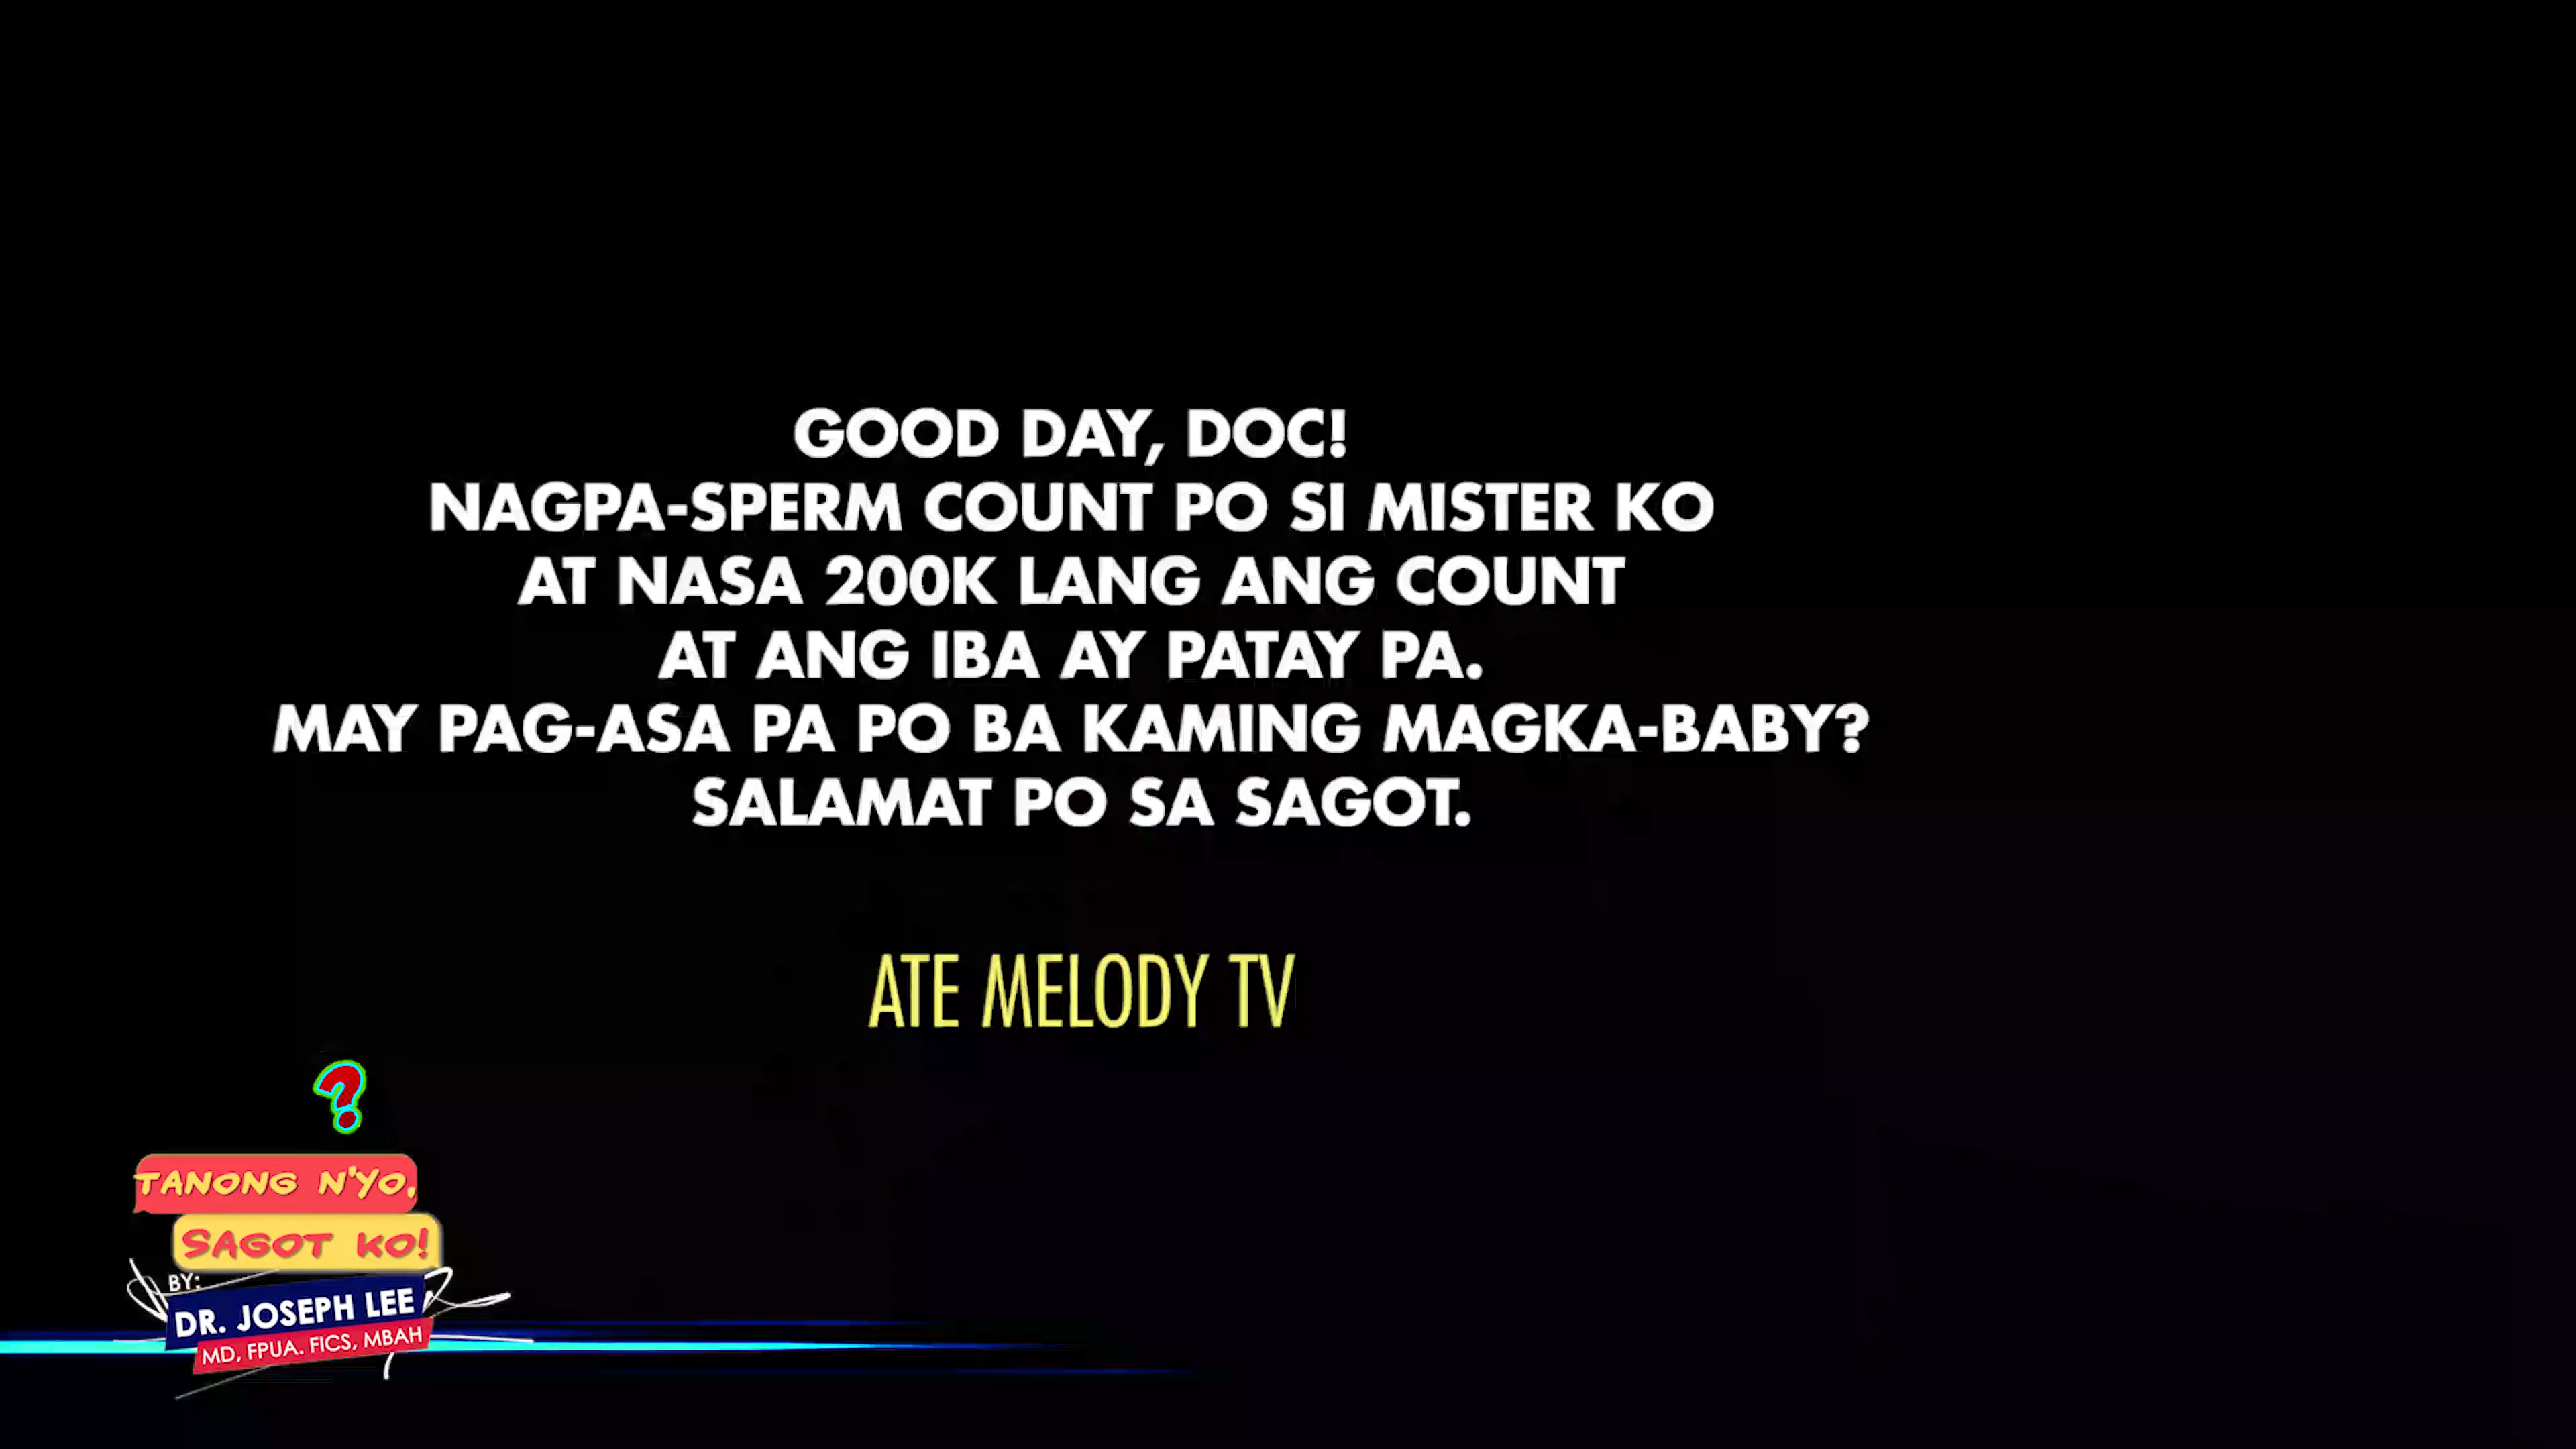 GOOD DAY, DOC!
NAGPA-SPERM COUNT PO SI MISTER KO
AT NASA 200K LANG ANG COUNT
AT ANG IBA AY PATAY PA.
MAY PAG-ASA PA PO BA KAMING MAGKA-BABY?
SALAMAT PO SA SAGOT.
ATE MELODY TV
?
TANONG N'YO,
SAGOT KO!
BY:
DR. JOSEPH LEE
MD, FPUA. FICS, MBAH